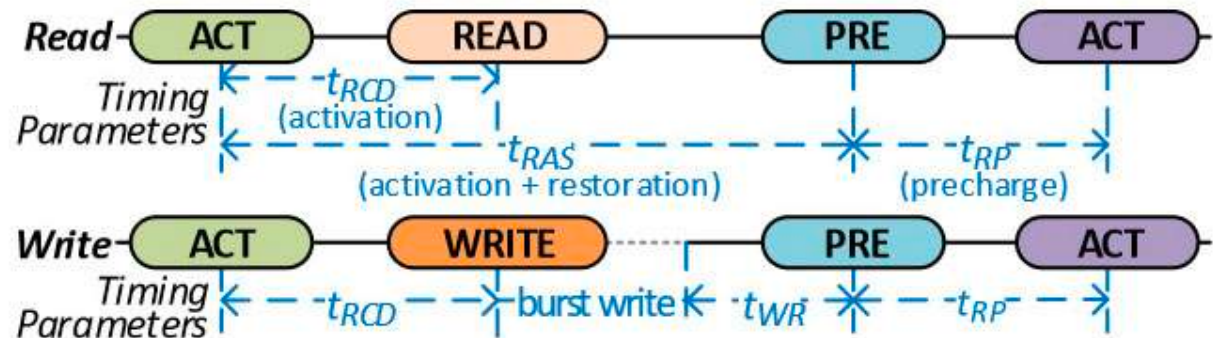 Read ACT READ PRE ACT
Timing Parameters
tRCD (activation)
tRAS (activation + restoration)
tRP (precharge)
Write ACT WRITE PRE ACT
Timing Parameters
tRCD burst write tWR tRP